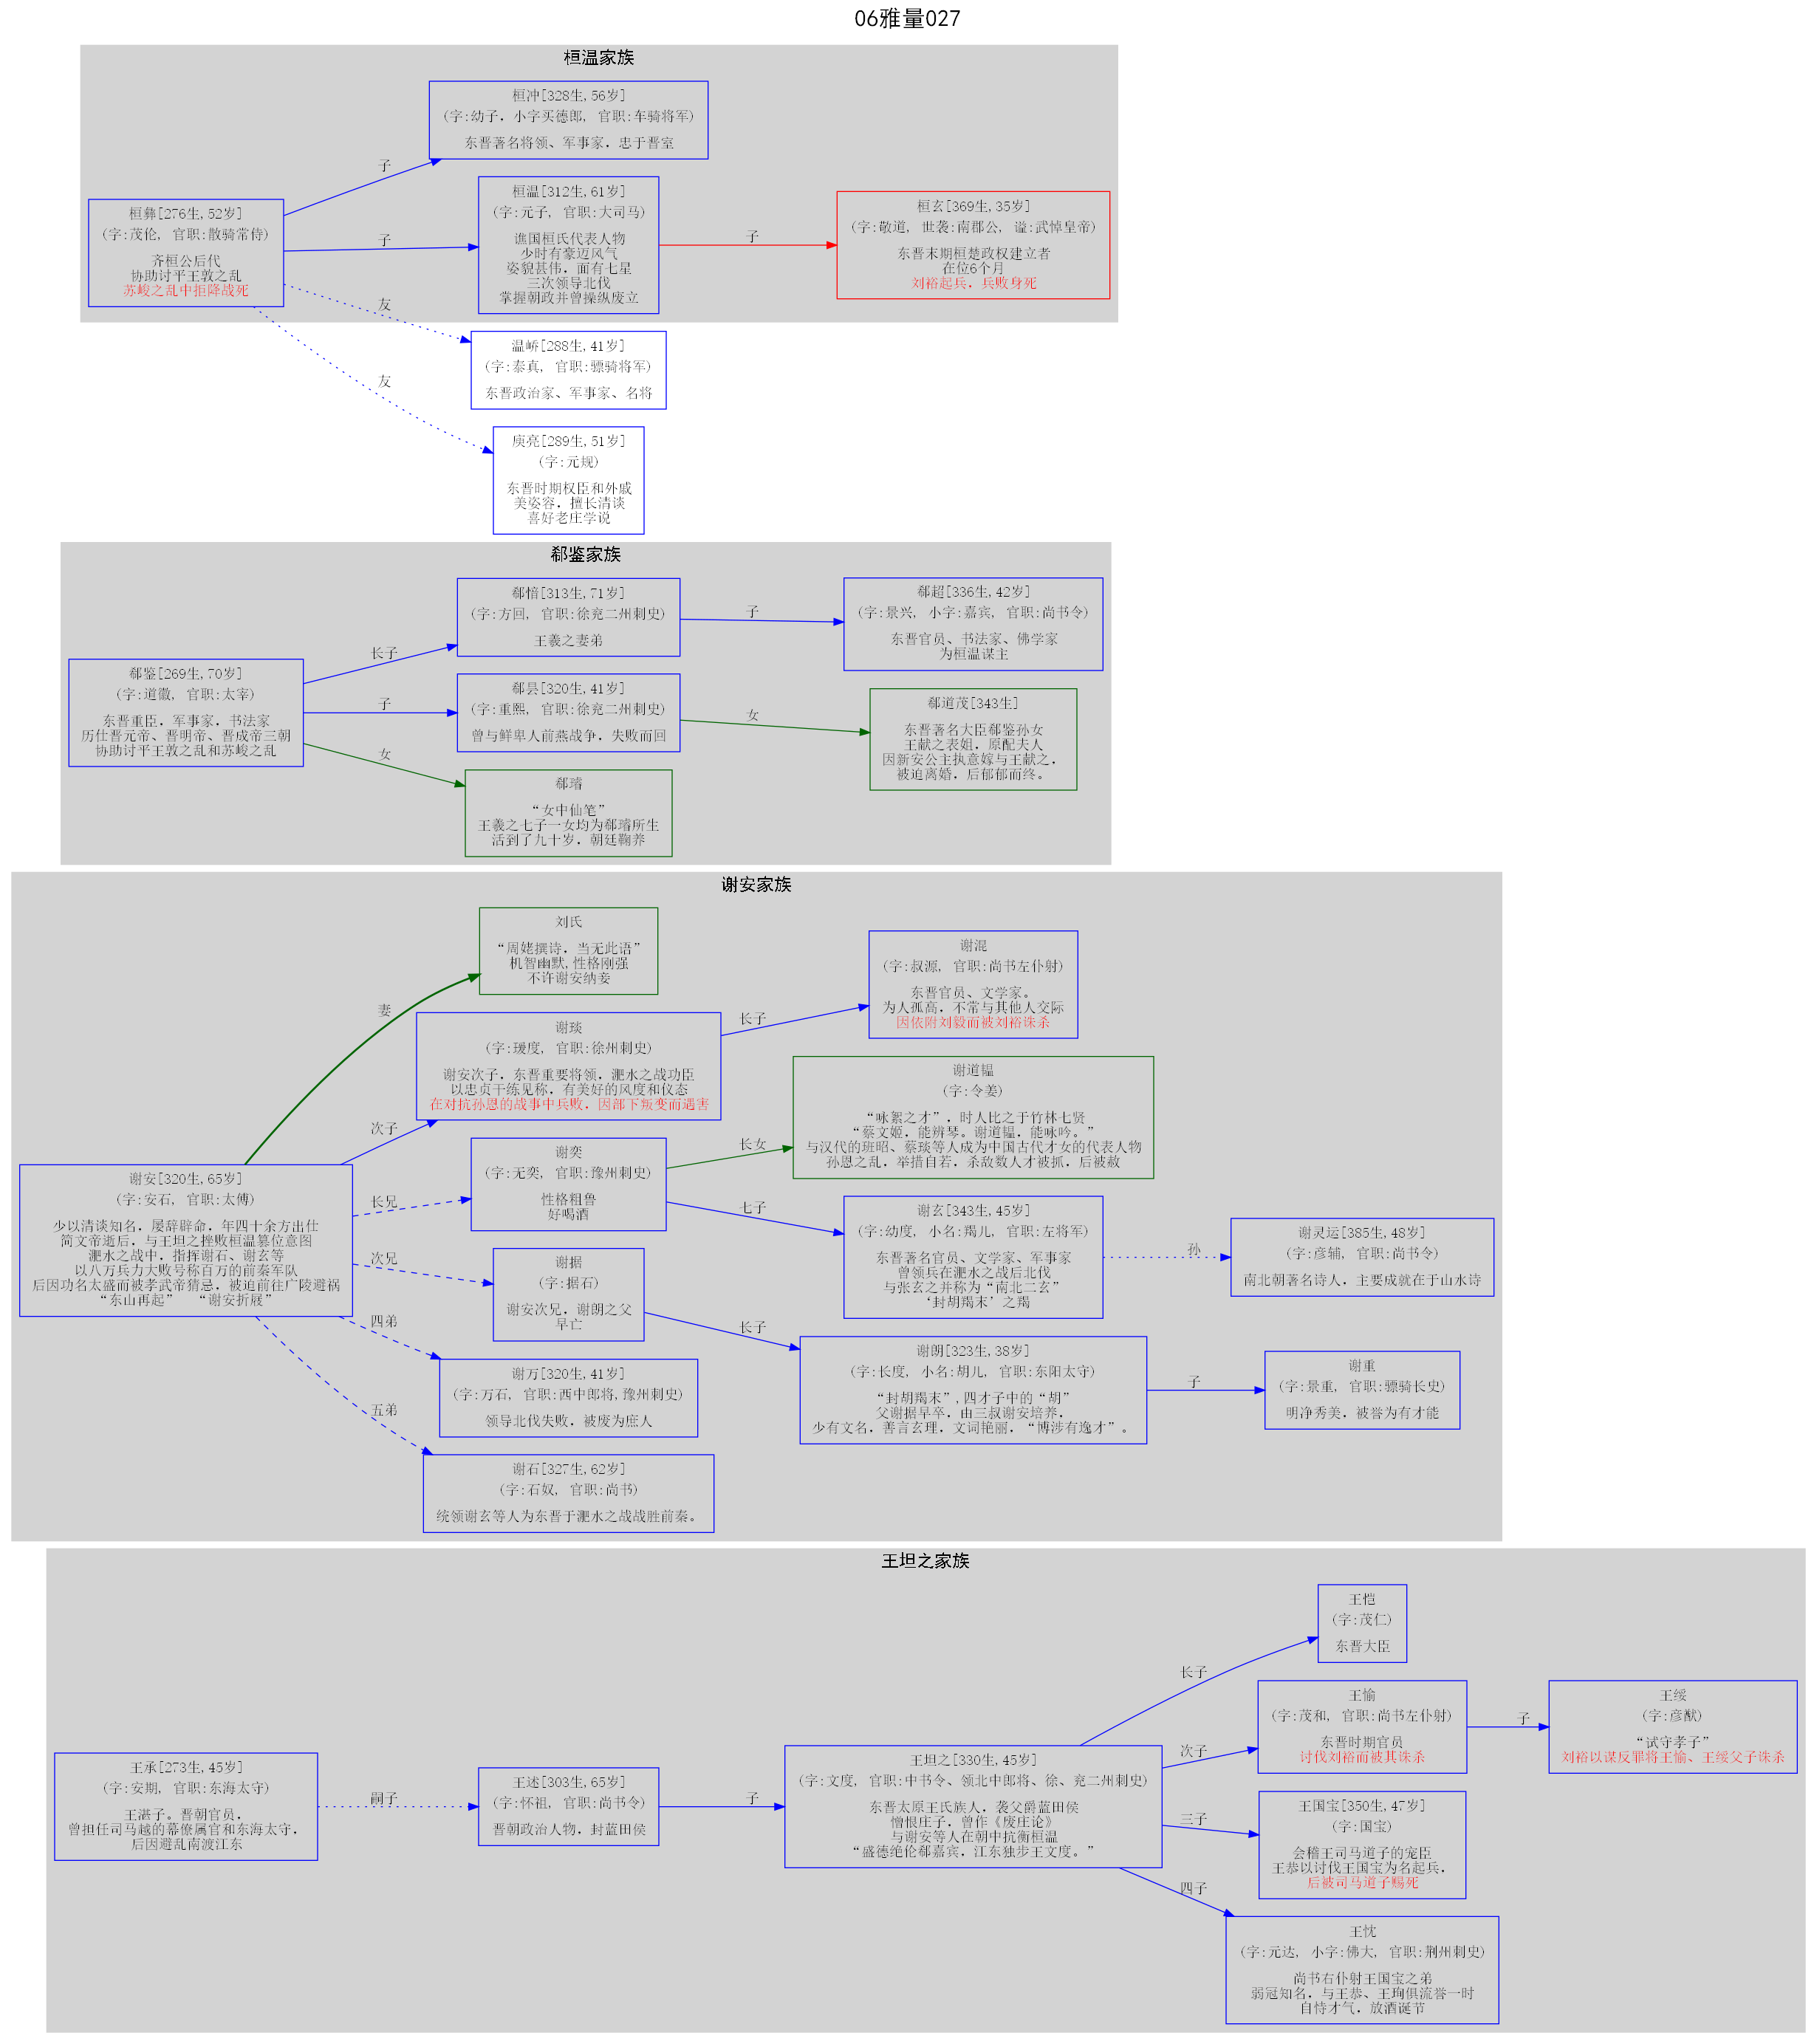 06雅量027
桓温家族
桓冲[328生,56岁]
(字:幼子，小字买德郎, 官职:车骑将军)
东晋著名将领、军事家，忠于晋室
子
桓彝[276生,52岁]
(字:茂伦, 官职:散骑常侍)
齐桓公后代
协助讨平王敦之乱
苏峻之乱中拒降战死
子
桓温[312生,61岁]
(字:元子, 官职:大司马)
谯国桓氏代表人物
少时有豪迈风气
姿貌甚伟，面有七星
三次领导北伐
掌握朝政并曾操纵废立
子
桓玄[369生,35岁]
(字:敬道, 世袭:南郡公, 谥:武悼皇帝)
东晋末期桓楚政权建立者
在位6个月
刘裕起兵，兵败身死
友
温峤[288生,41岁]
(字:泰真, 官职:骠骑将军)
东晋政治家、军事家、名将
友
庾亮[289生,51岁]
(字:元规)
东晋时期权臣和外戚
美姿容，擅长清谈
喜好老庄学说
郗鉴家族
郗愔[313生,71岁]
(字:方回, 官职:徐兖二州刺史)
王羲之妻弟
子
郗超[336生,42岁]
(字:景兴, 小字:嘉宾, 官职:尚书令)
东晋官员、书法家、佛学家
为桓温谋主
长子
郗鉴[269生,70岁]
(字:道徽, 官职:太宰)
东晋重臣，军事家，书法家
历仕晋元帝、晋明帝、晋成帝三朝
协助讨平王敦之乱和苏峻之乱
子
郗昙[320生,41岁]
(字:重熙, 官职:徐兖二州刺史)
曾与鲜卑人前燕战争，失败而回
女
郗道茂[343生]
东晋著名大臣郗鉴孙女
王献之表姐，原配夫人
因新安公主执意嫁与王献之，
被迫离婚，后郁郁而终。
女
郗璿
“女中仙笔”
王羲之七子一女均为郗璿所生
活到了九十岁，朝廷鞠养
谢安家族
刘氏
“周姥撰诗，当无此语”
机智幽默,性格刚强
不许谢安纳妾
妻
谢琰
(字:瑗度, 官职:徐州刺史)
谢安次子，东晋重要将领，淝水之战功臣
以忠贞干练见称，有美好的风度和仪态
在对抗孙恩的战事中兵败，因部下叛变而遇害
长子
谢混
(字:叔源, 官职:尚书左仆射)
东晋官员、文学家。
为人孤高，不常与其他人交际
因依附刘毅而被刘裕诛杀
次子
谢道韫
(字:令姜)
“咏絮之才”，时人比之于竹林七贤
“蔡文姬，能辨琴。谢道韫，能咏吟。”
与汉代的班昭、蔡琰等人成为中国古代才女的代表人物
孙恩之乱，举措自若，杀敌数人才被抓，后被赦
谢奕
(字:无奕, 官职:豫州刺史)
性格粗鲁
好喝酒
长女
七子
谢安[320生,65岁]
(字:安石, 官职:太傅)
少以清谈知名，屡辞辟命，年四十余方出仕
简文帝逝后，与王坦之挫败桓温篡位意图
淝水之战中，指挥谢石、谢玄等
以八万兵力大败号称百万的前秦军队
后因功名太盛而被孝武帝猜忌，被迫前往广陵避祸
“东山再起” “谢安折屐”
长兄
谢玄[343生,45岁]
(字:幼度, 小名:羯儿, 官职:左将军)
东晋著名官员、文学家、军事家
曾领兵在淝水之战后北伐
与张玄之并称为“南北二玄”
‘封胡羯末’之羯
孙
谢灵运[385生,48岁]
(字:彦辅, 官职:尚书令)
南北朝著名诗人，主要成就在于山水诗
次兄
谢据
(字:据石)
谢安次兄，谢朗之父
早亡
长子
谢朗[323生,38岁]
(字:长度, 小名:胡儿, 官职:东阳太守)
“封胡羯末”,四才子中的“胡”
父谢据早卒，由三叔谢安培养，
少有文名，善言玄理，文词艳丽，“博涉有逸才”。
子
谢重
(字:景重, 官职:骠骑长史)
明净秀美，被誉为有才能
四弟
谢万[320生,41岁]
(字:万石, 官职:西中郎将,豫州刺史)
领导北伐失败，被废为庶人
五弟
谢石[327生,62岁]
(字:石奴, 官职:尚书)
统领谢玄等人为东晋于淝水之战战胜前秦。
王坦之家族
王恺
(字:茂仁)
东晋大臣
长子
王愉
(字:茂和, 官职:尚书左仆射)
东晋时期官员
讨伐刘裕而被其诛杀
子
王绥
(字:彦猷)
“试守孝子”
刘裕以谋反罪将王愉、王绥父子诛杀
次子
王承[273生,45岁]
(字:安期, 官职:东海太守)
王湛子。晋朝官员，
曾担任司马越的幕僚属官和东海太守，
后因避乱南渡江东
嗣子
王述[303生,65岁]
(字:怀祖, 官职:尚书令)
晋朝政治人物，封蓝田侯
子
王坦之[330生,45岁]
(字:文度, 官职:中书令、领北中郎将、徐、兖二州刺史)
东晋太原王氏族人，袭父爵蓝田侯
憎恨庄子，曾作《废庄论》
与谢安等人在朝中抗衡桓温
“盛德绝伦郗嘉宾，江东独步王文度。”
三子
王国宝[350生,47岁]
(字:国宝)
会稽王司马道子的宠臣
王恭以讨伐王国宝为名起兵，
后被司马道子赐死
四子
王忱
(字:元达, 小字:佛大, 官职:荆州刺史)
尚书右仆射王国宝之弟
弱冠知名，与王恭、王珣俱流誉一时
自恃才气，放酒诞节